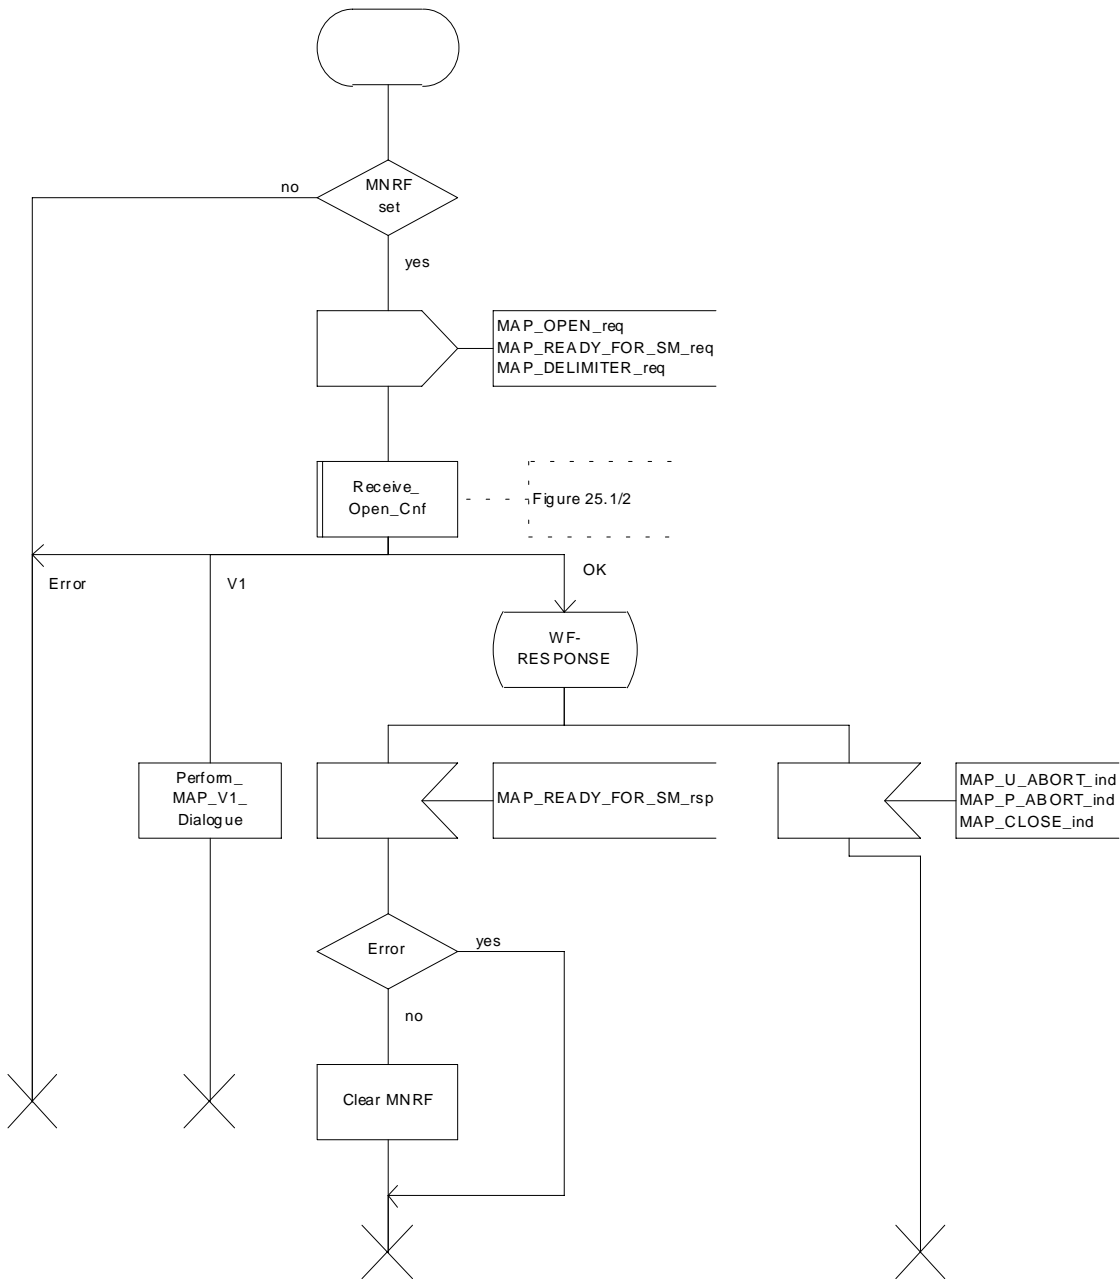 MNRF
set
no
yes
MAP_OPEN_req
MAP_READY_FOR_SM_req
MAP_DELIMITER_req
Receive_
Open_Cnf
Figure 25.1/2
Error
V1
OK
WF-
RESPONSE
Perform_
MAP_V1_
Dialogue
MAP_READY_FOR_SM_rsp
MAP_U_ABORT_ind
MAP_P_ABORT_ind
MAP_CLOSE_ind
Error
yes
no
Clear MNRF